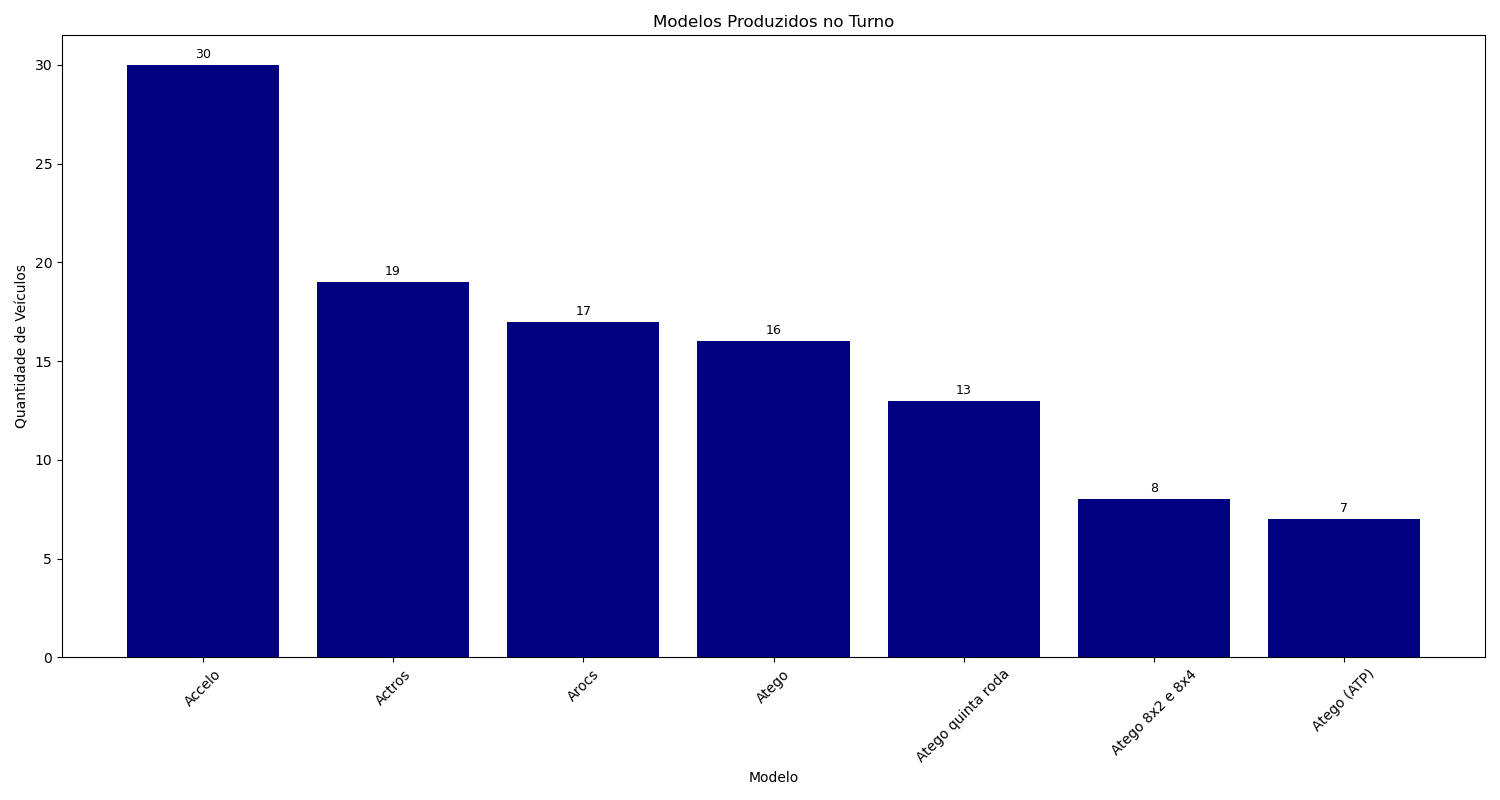 Modelos Produzidos no Turno
30
19
17
16
13
8
7
30
25
20
15
10
5
0
Quantidade de Veículos
Accelo
Actros
Arocs
Atego
Atego quinta roda
Atego 8x2 e 8x4
Atego (ATP)
Modelo